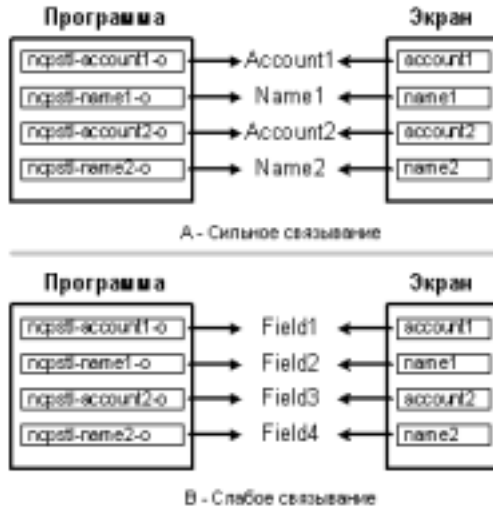 Программа Экран
ncpstl-account1-o Account1 account1
ncpstl-name1-o Name1 name1
ncpstl-account2-o Account2 account2
ncpstl-name2-o Name2 name2
А - Сильное связывание
Программа Экран
ncpstl-account1-o Field1 account1
ncpstl-name1-o Field2 name1
ncpstl-account2-o Field3 account2
ncpstl-name2-o Field4 name2
В - Слабое связывание